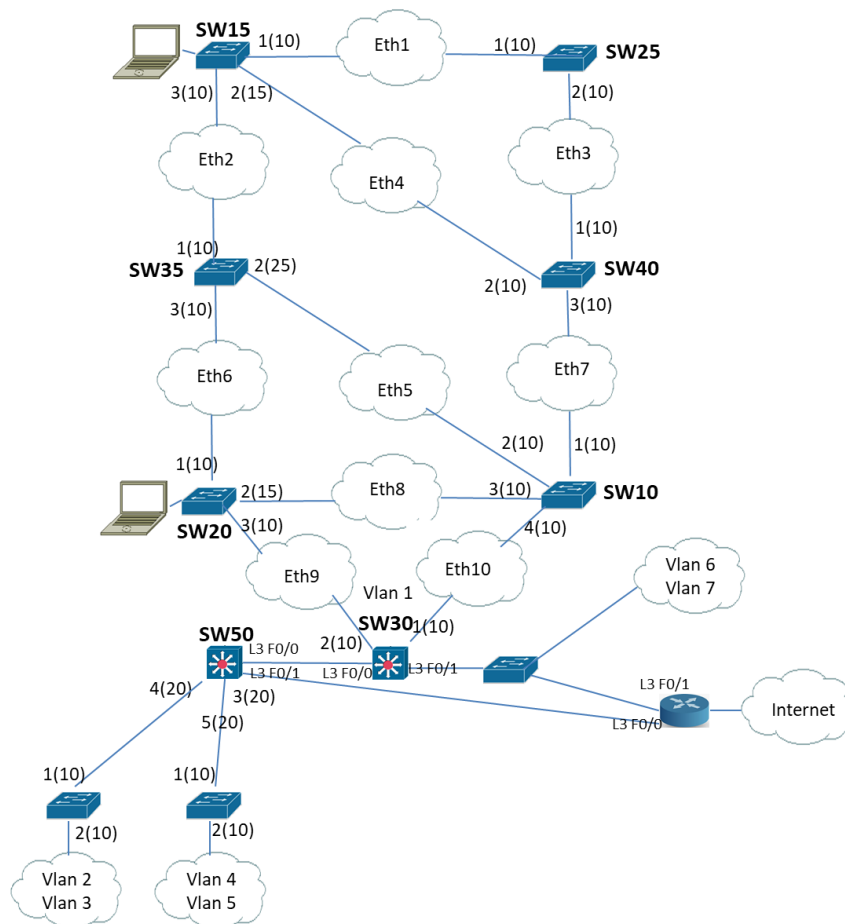 SW15
1(10)
Eth1
1(10)
SW25
3(10)
2(15)
2(10)
Eth2
Eth4
Eth3
1(10)
1(10)
SW35
2(25)
SW40
2(10)
3(10)
3(10)
Eth6
Eth5
Eth7
2(10)
1(10)
1(10)
2(15)
Eth8
3(10)
SW10
SW20
3(10)
4(10)
Eth9
Vlan 1
Eth10
Vlan 6
Vlan 7
SW50
SW30
1(10)
L3 F0/0
2(10)
L3 F0/1
L3 F0/0
L3 F0/1
4(20)
3(20)
5(20)
L3 F0/1
L3 F0/0
Internet
1(10)
1(10)
2(10)
2(10)
Vlan 2
Vlan 3
Vlan 4
Vlan 5